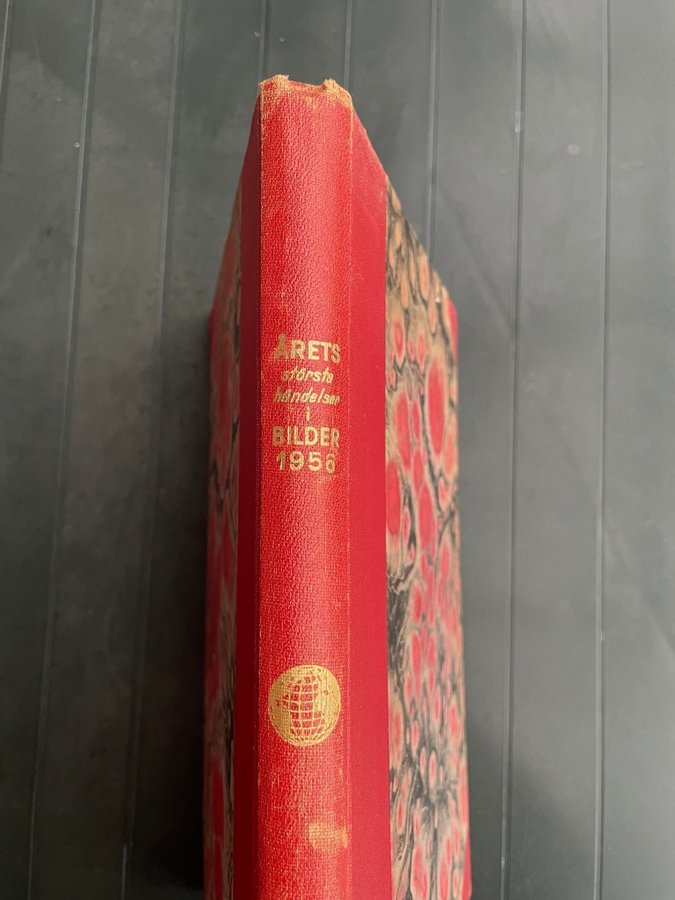 ÅRETS
största
händelser
i
BILDER
1956